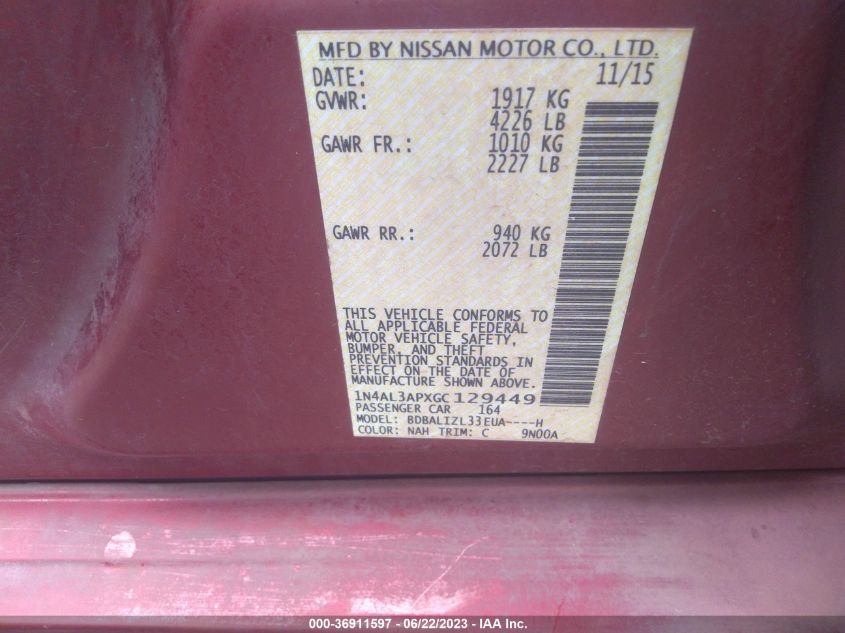 MFD BY NISSAN MOTOR CO., LTD.
DATE: 11/15
GVWR: 1917 KG
4226 LB
GAWR FR.: 1010 KG
2227 LB
GAWR RR.: 940 KG
2072 LB
THIS VEHICLE CONFORMS TO
ALL APPLICABLE FEDERAL
MOTOR VEHICLE SAFETY,
BUMPER, AND THEFT
PREVENTION STANDARDS IN
EFFECT ON THE DATE OF
MANUFACTURE SHOWN ABOVE.
1N4AL3APXGC129449
PASSENGER CAR 164
MODEL: BDBALIZL33EUA----H
COLOR: NAH TRIM: C 9N00A
000-36911597 - 06/22/2023 - IAA Inc.